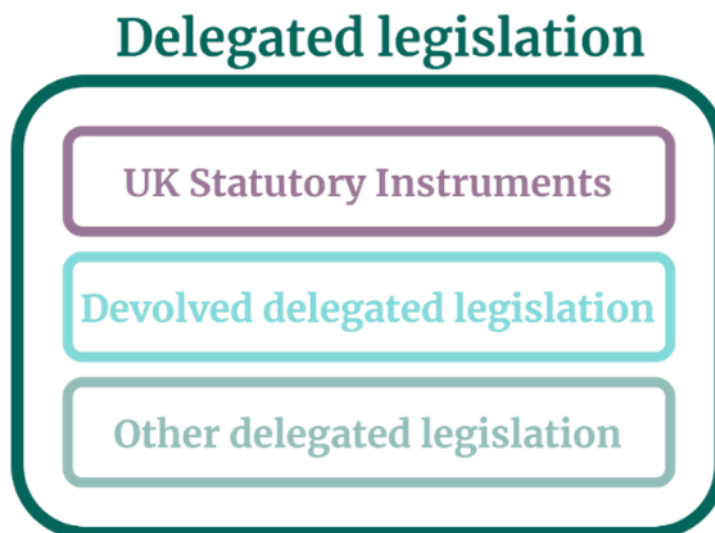 Delegated legislation
UK Statutory Instruments
Devolved delegated legislation
Other delegated legislation